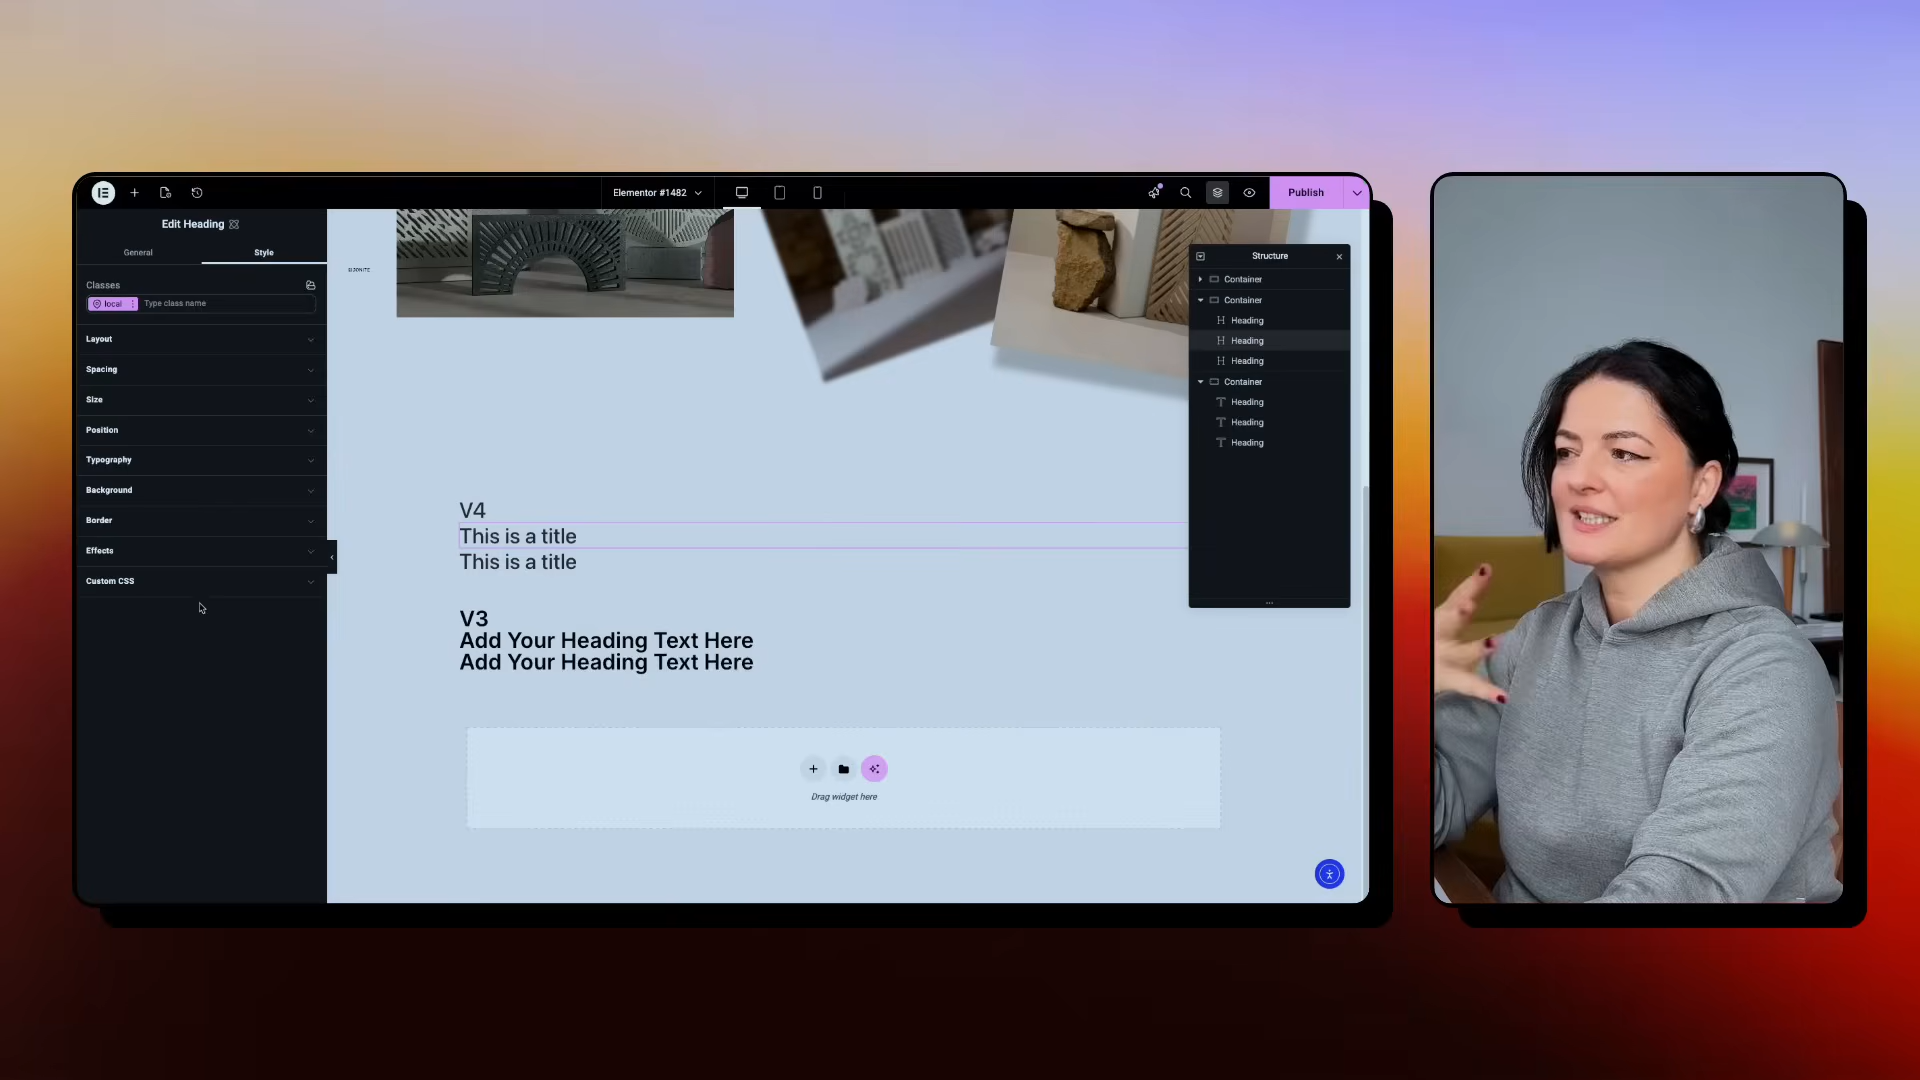 Elementor #1482
Publish
Edit Heading
General
Style
Classes
local
Type class name
Layout
Spacing
Size
Position
Typography
Background
Border
Effects
Custom CSS
V4
This is a title
This is a title
V3
Add Your Heading Text Here
Add Your Heading Text Here
Drag widget here
Structure
Container
Container
Heading
Heading
Heading
Container
Heading
Heading
Heading